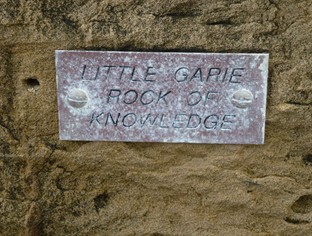 LITTLE GARIE
ROCK OF
KNOWLEDGE